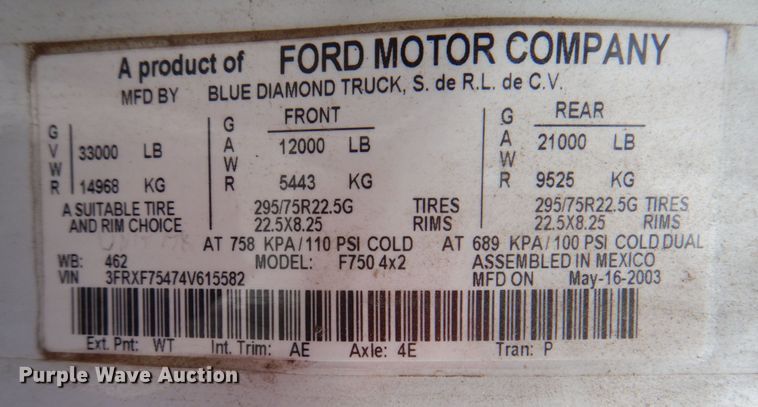 A product of FORD MOTOR COMPANY
MFD BY BLUE DIAMOND TRUCK, S. de R.L. de C.V.
GVWR 33000 LB 14968 KG
FRONT GAWR 12000 LB 5443 KG
REAR GAWR 21000 LB 9525 KG
A SUITABLE TIRE 295/75R22.5G TIRES 295/75R22.5G TIRES
AND RIM CHOICE 22.5X8.25 RIMS 22.5X8.25 RIMS
AT 758 KPA/110 PSI COLD AT 689 KPA/100 PSI COLD DUAL
WB: 462 MODEL: F750 4x2 ASSEMBLED IN MEXICO
VIN 3FRXF75474V615582 MFD ON May-16-2003
Ext. Pnt: WT Int. Trim: AE Axle: 4E Tran: P
Purple Wave Auction